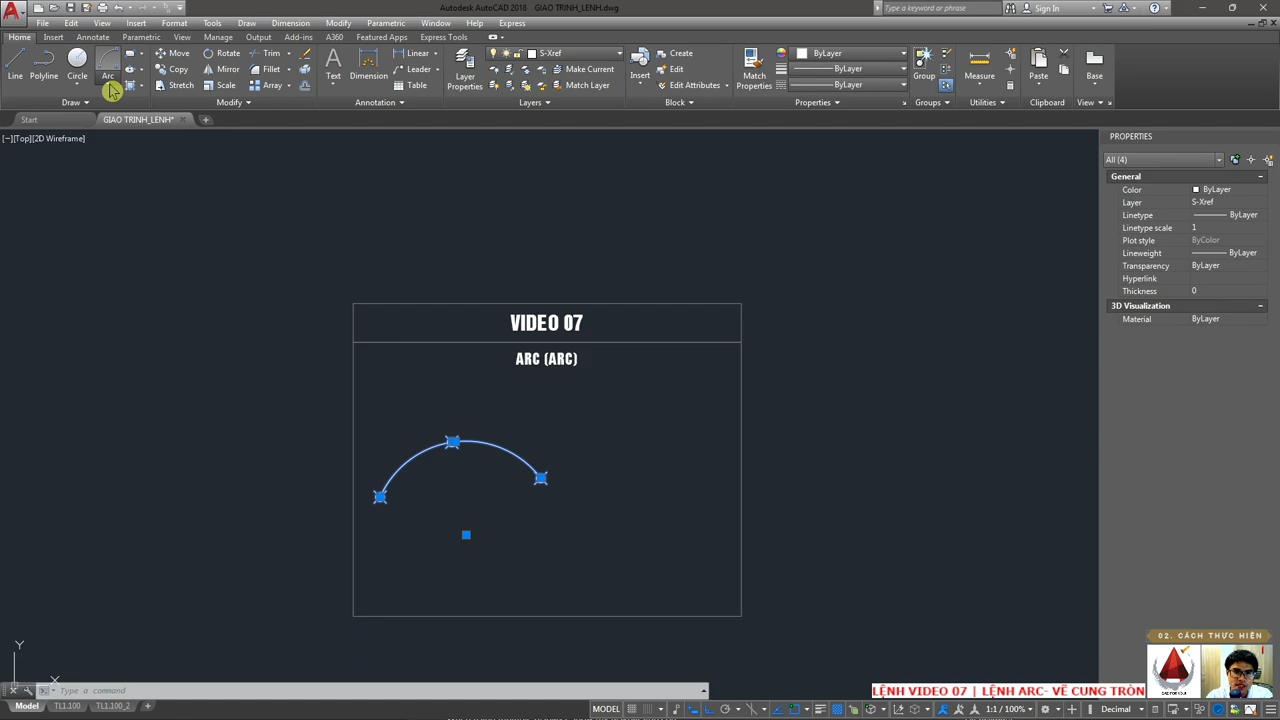 Autodesk AutoCAD 2018   GIAO TRINH_LENH.dwg
Type a keyword or phrase
Sign In
File Edit View Insert Format Tools Draw Dimension Modify Parametric Window Help Express
Home Insert Annotate Parametric View Manage Output Add-ins A360 Featured Apps Express Tools
Move Rotate Trim Linear S-Xref Create ByLayer
Copy Mirror Fillet Leader Make Current Edit ByLayer
Line Polyline Circle Arc Text Dimension Layer Properties Insert Match Properties Group Measure Paste Base
Stretch Scale Array Table Match Layer Edit Attributes ByLayer
Draw Modify Annotation Layers Block Properties Groups Utilities Clipboard View
Start GIAO TRINH_LENH*
[−][Top][2D Wireframe]
PROPERTIES
All (4)
General
Color ByLayer
Layer S-Xref
Linetype ByLayer
Linetype scale 1
Plot style ByColor
Lineweight ByLayer
Transparency ByLayer
Hyperlink
Thickness 0
3D Visualization
Material ByLayer
VIDEO 07
ARC (ARC)
Y
02. CÁCH THỰC HIỆN
Type a command
LỆNH VIDEO 07 | LỆNH ARC- VẼ CUNG TRÒN
Model TL1.100 TL1.100_2
MODEL 1:1 / 100% Decimal